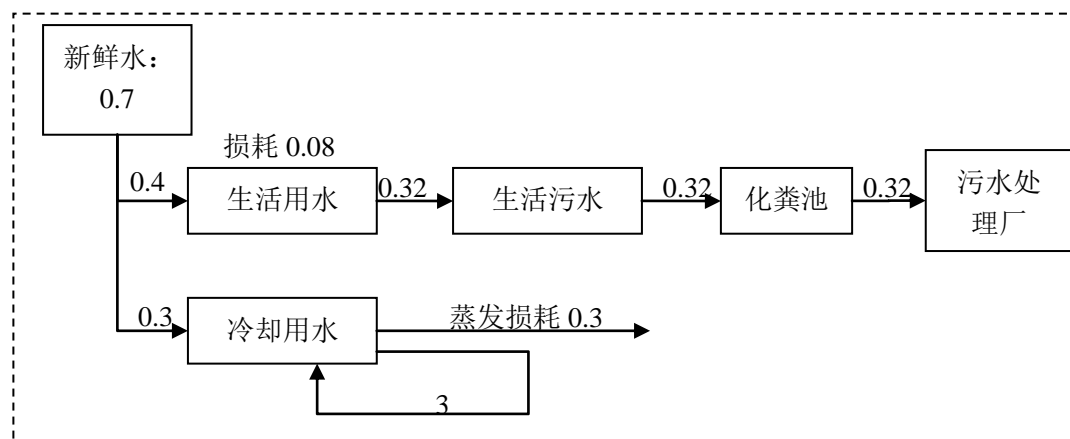 新鲜水：
0.7
损耗 0.08
0.4
生活用水
0.32
生活污水
0.32
化粪池
0.32
污水处
理厂
0.3
冷却用水
蒸发损耗 0.3
3